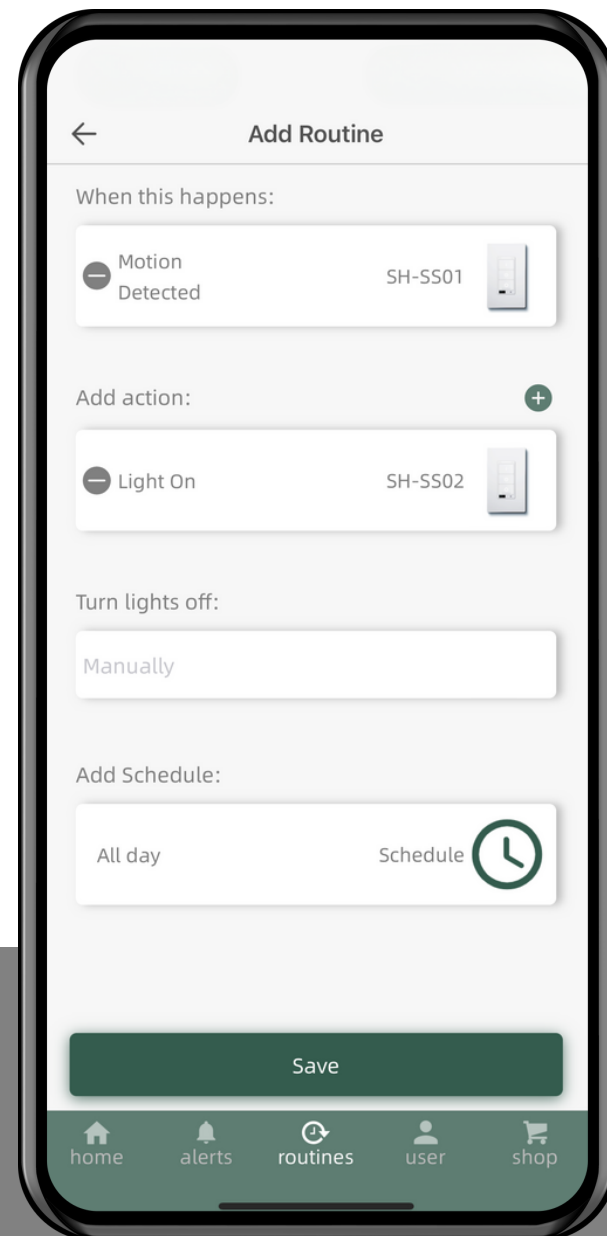 Add Routine
When this happens:
Motion
Detected
SH-SS01
Add action:
Light On
SH-SS02
Turn lights off:
Manually
Add Schedule:
All day
Schedule
Save
home
alerts
routines
user
shop